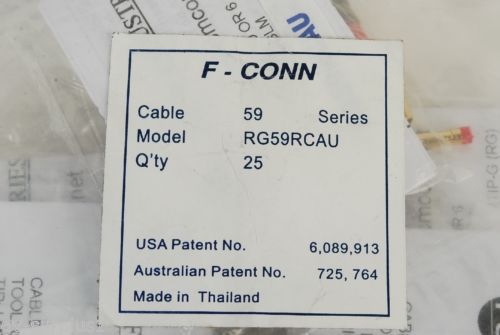 F - CONN
Cable 59 Series
Model RG59RCAU
Q'ty 25
USA Patent No. 6,089,913
Australian Patent No. 725, 764
Made in Thailand